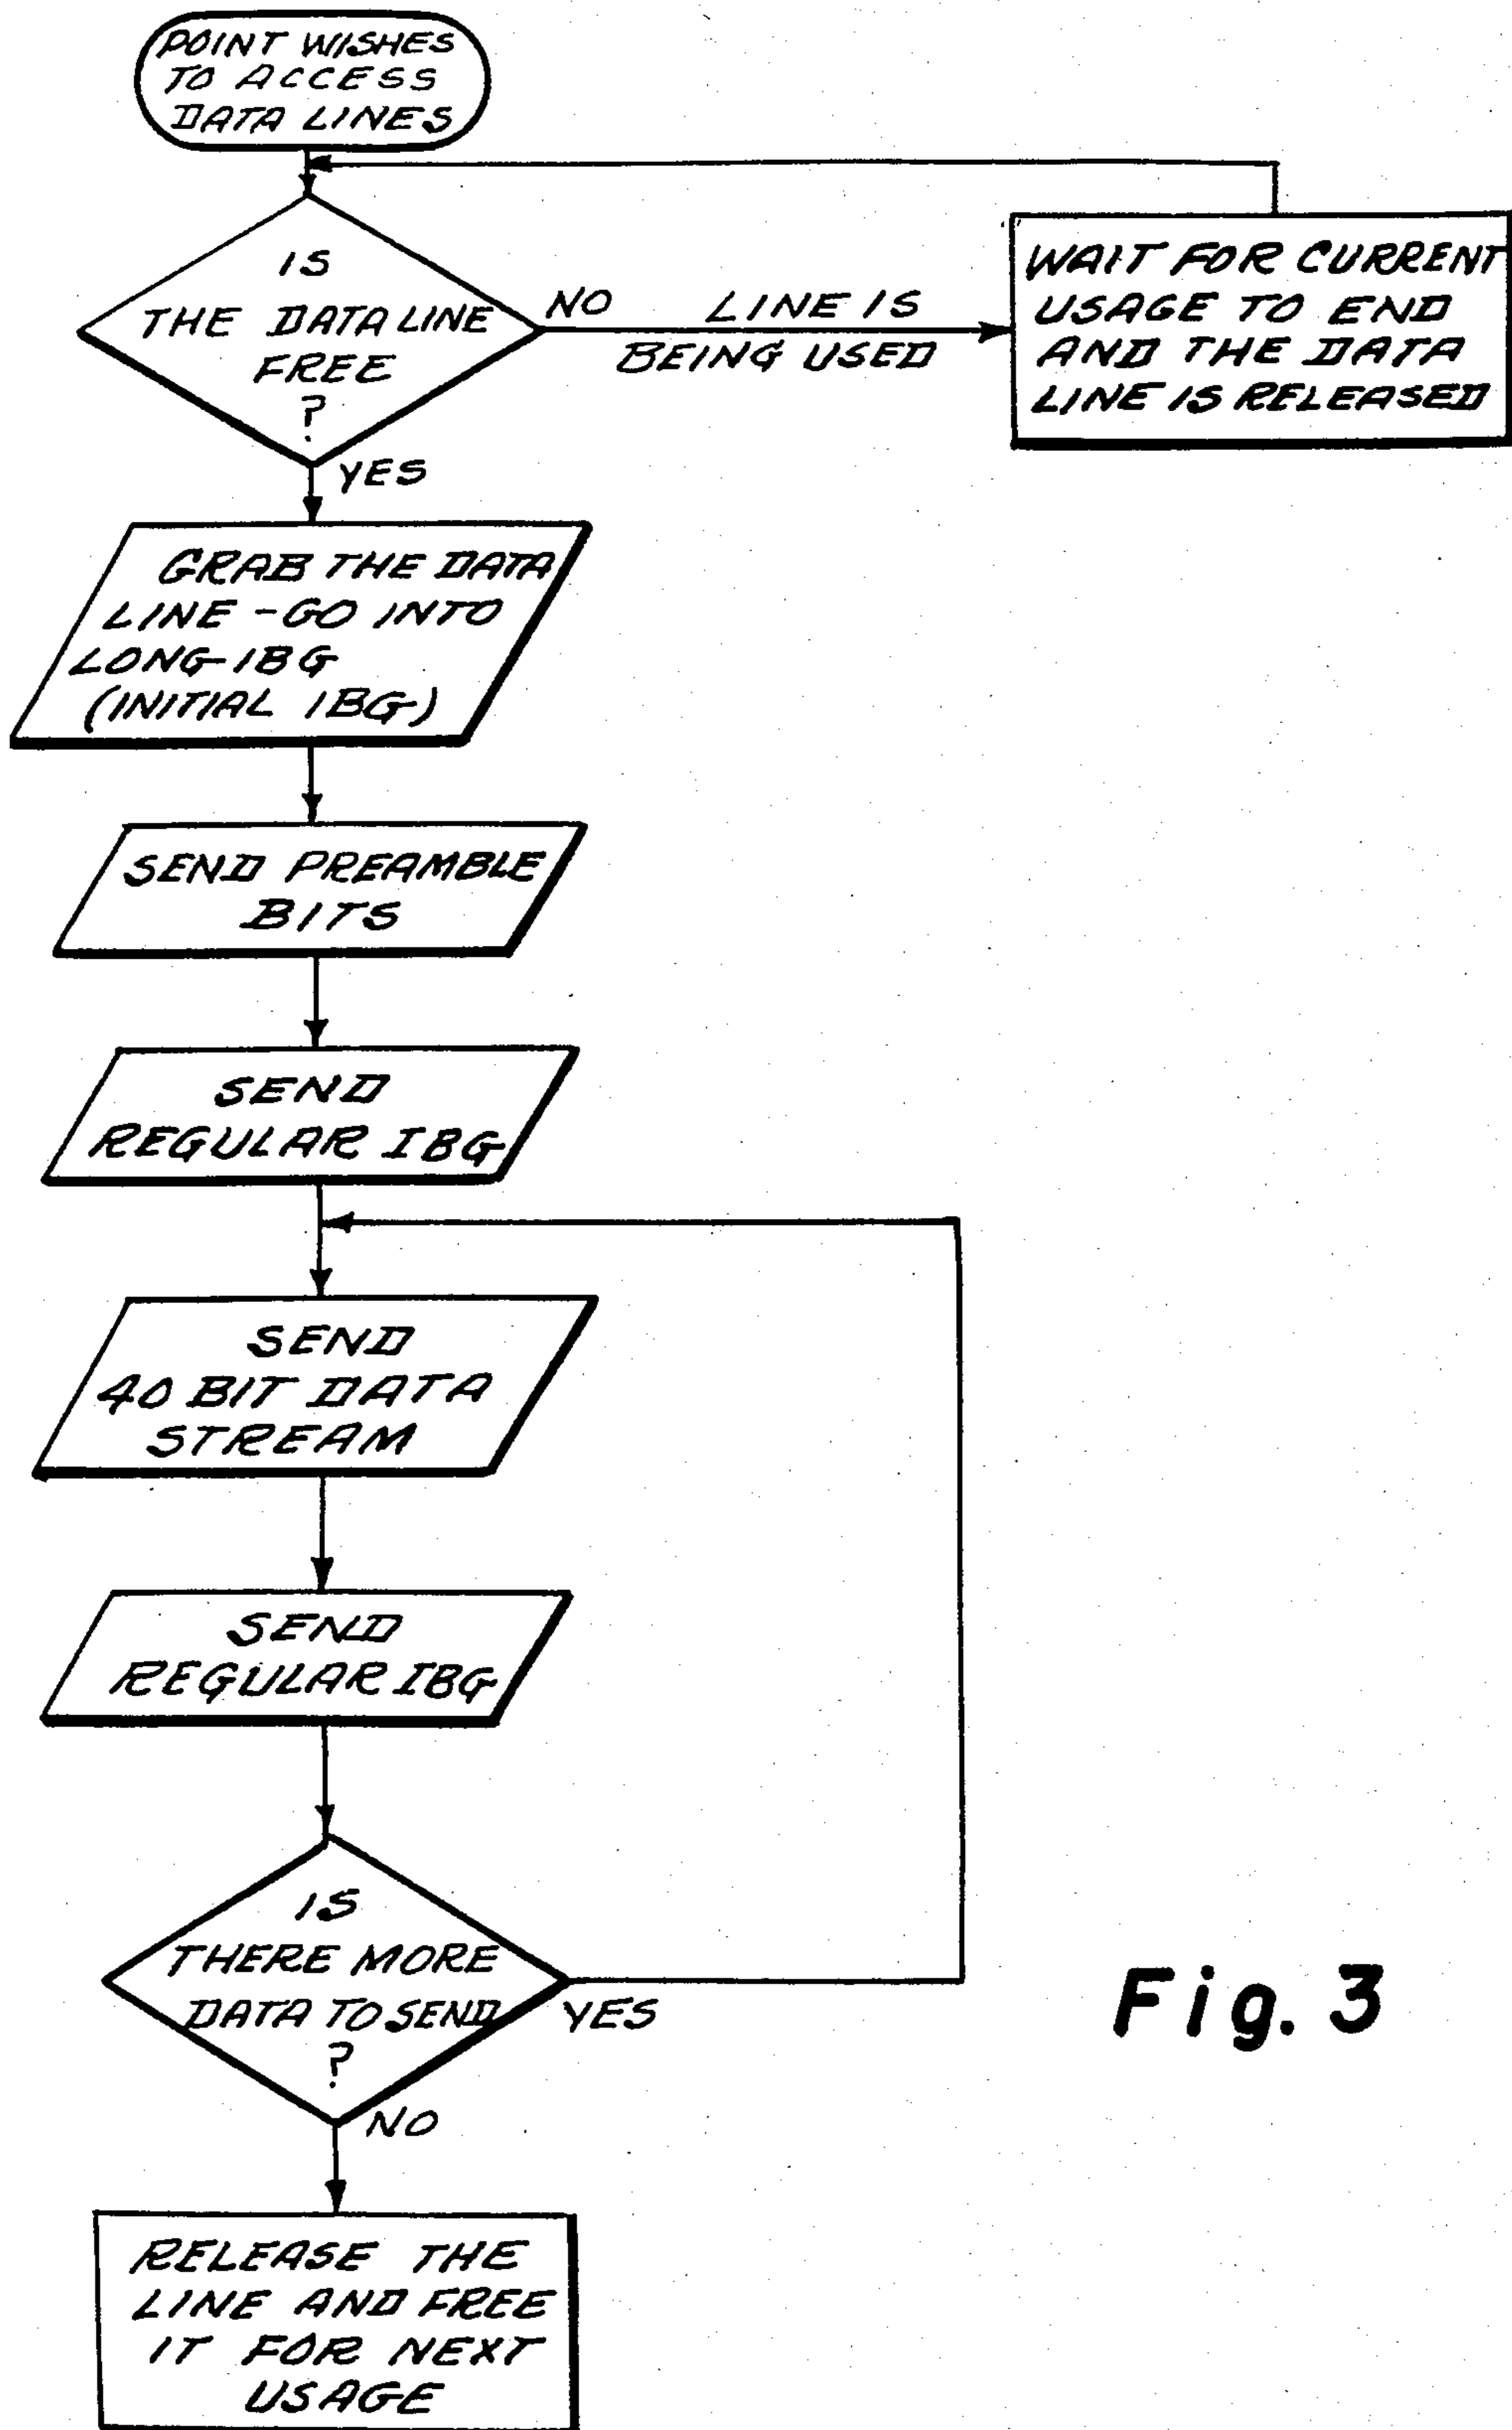 POINT WISHES
TO ACCESS
DATA LINES
IS
THE DATA LINE
FREE
?
NO LINE IS
BEING USED
WAIT FOR CURRENT
USAGE TO END
AND THE DATA
LINE IS RELEASED
YES
GRAB THE DATA
LINE - GO INTO
LONG-IBG
(INITIAL IBG)
SEND PREAMBLE
BITS
SEND
REGULAR IBG
SEND
40 BIT DATA
STREAM
SEND
REGULAR IBG
IS
THERE MORE
DATA TO SEND
?
YES
NO
RELEASE THE
LINE AND FREE
IT FOR NEXT
USAGE
Fig. 3